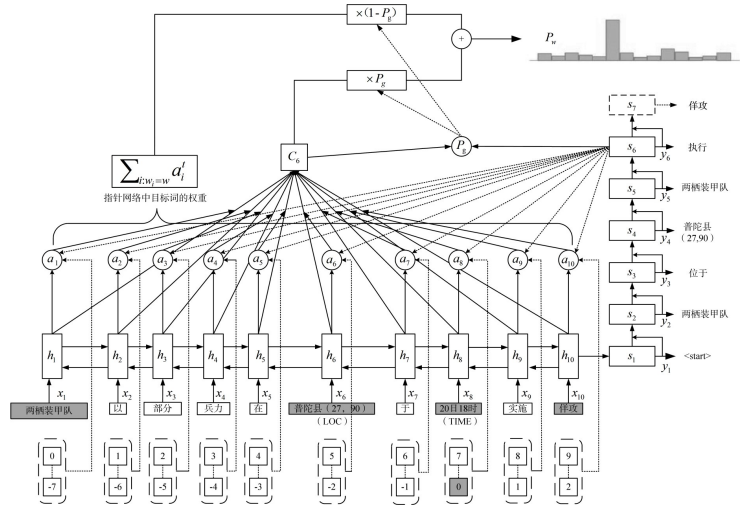 ×(1-Pg)
+
Pw
×Pg
s7
佯攻
C6
Pg
s6
y6
执行
∑i:wi=w a_i^t
指针网络中目标词的权重
s5
y5
两栖装甲队
s4
y4
普陀县
(27,90)
a1 a2 a3 a4 a5 a6 a7 a8 a9 a10
s3
y3
位于
s2
y2
两栖装甲队
h1 h2 h3 h4 h5 h6 h7 h8 h9 h10
s1
y1
<start>
x1 x2 x3 x4 x5 x6 x7 x8 x9 x10
两栖装甲队 以 部分 兵力 在 普陀县(27,90) 于 20日18时 实施 佯攻
(LOC) (TIME)
0 1 2 3 4 5 6 7 8 9
-7 -6 -5 -4 -3 -2 -1 0 1 2